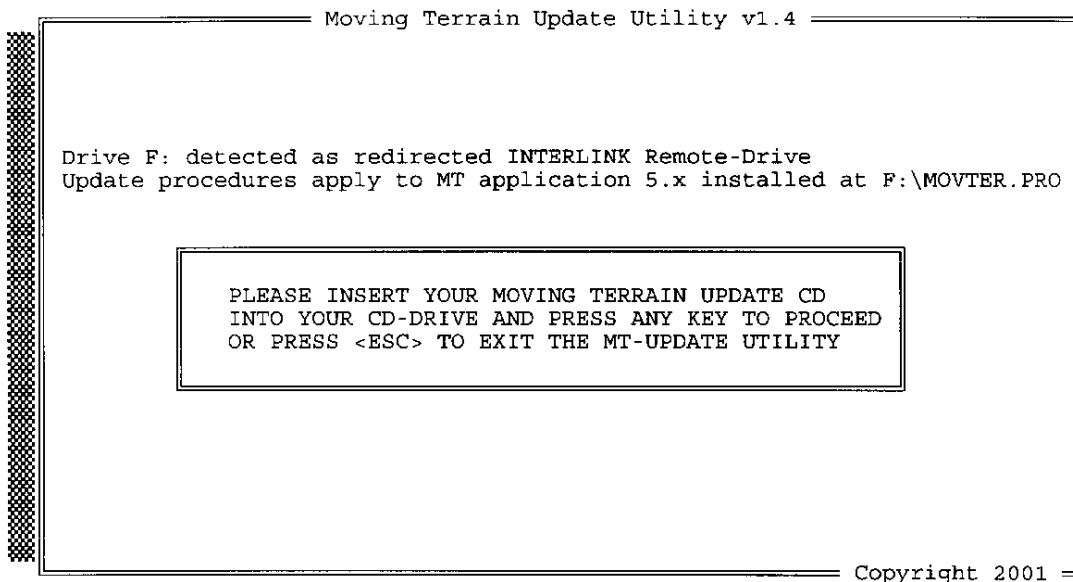 Moving Terrain Update Utility v1.4
Drive F: detected as redirected INTERLINK Remote-Drive
Update procedures apply to MT application 5.x installed at F:\MOVTER.PRO
PLEASE INSERT YOUR MOVING TERRAIN UPDATE CD
INTO YOUR CD-DRIVE AND PRESS ANY KEY TO PROCEED
OR PRESS <ESC> TO EXIT THE MT-UPDATE UTILITY
Copyright 2001